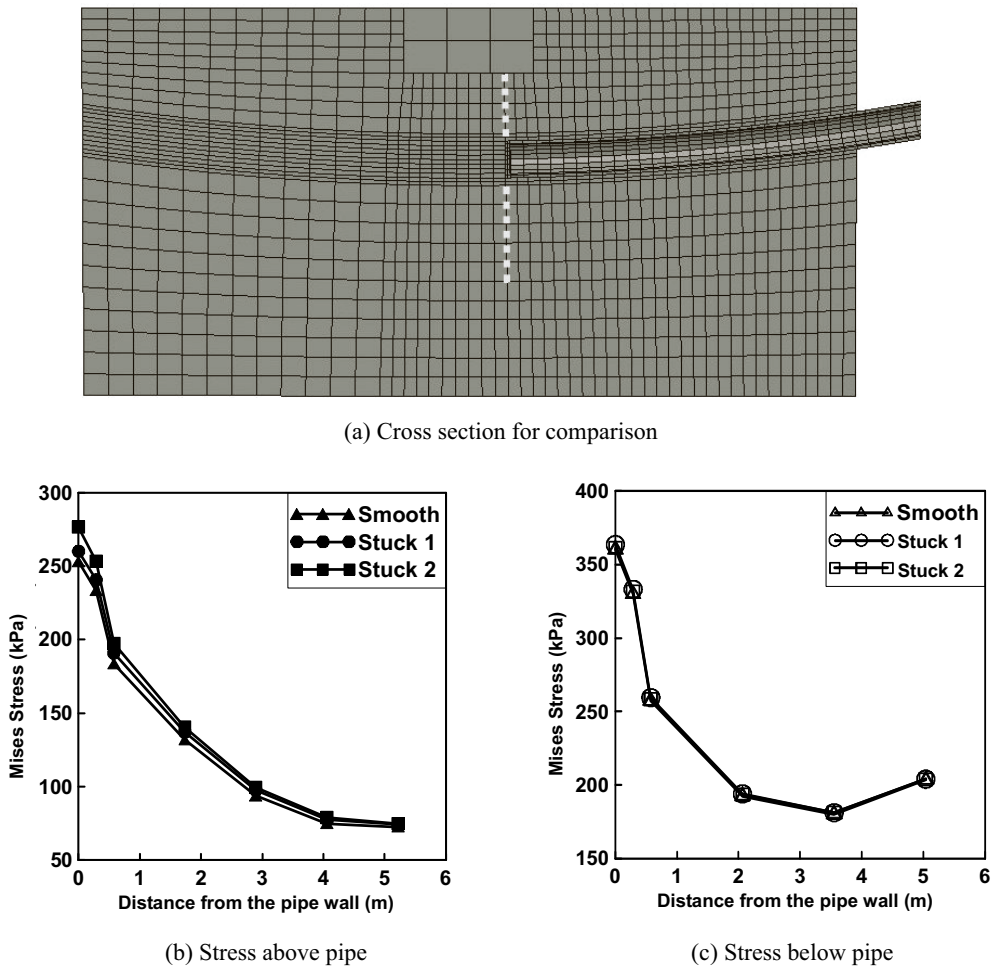 (a) Cross section for comparison
300
250
200
150
100
50
0
1
2
3
4
5
6
Mises Stress (kPa)
Distance from the pipe wall (m)
Smooth
Stuck 1
Stuck 2
(b) Stress above pipe
400
350
300
250
200
150
0
1
2
3
4
5
6
Mises Stress (kPa)
Distance from the pipe wall (m)
Smooth
Stuck 1
Stuck 2
(c) Stress below pipe